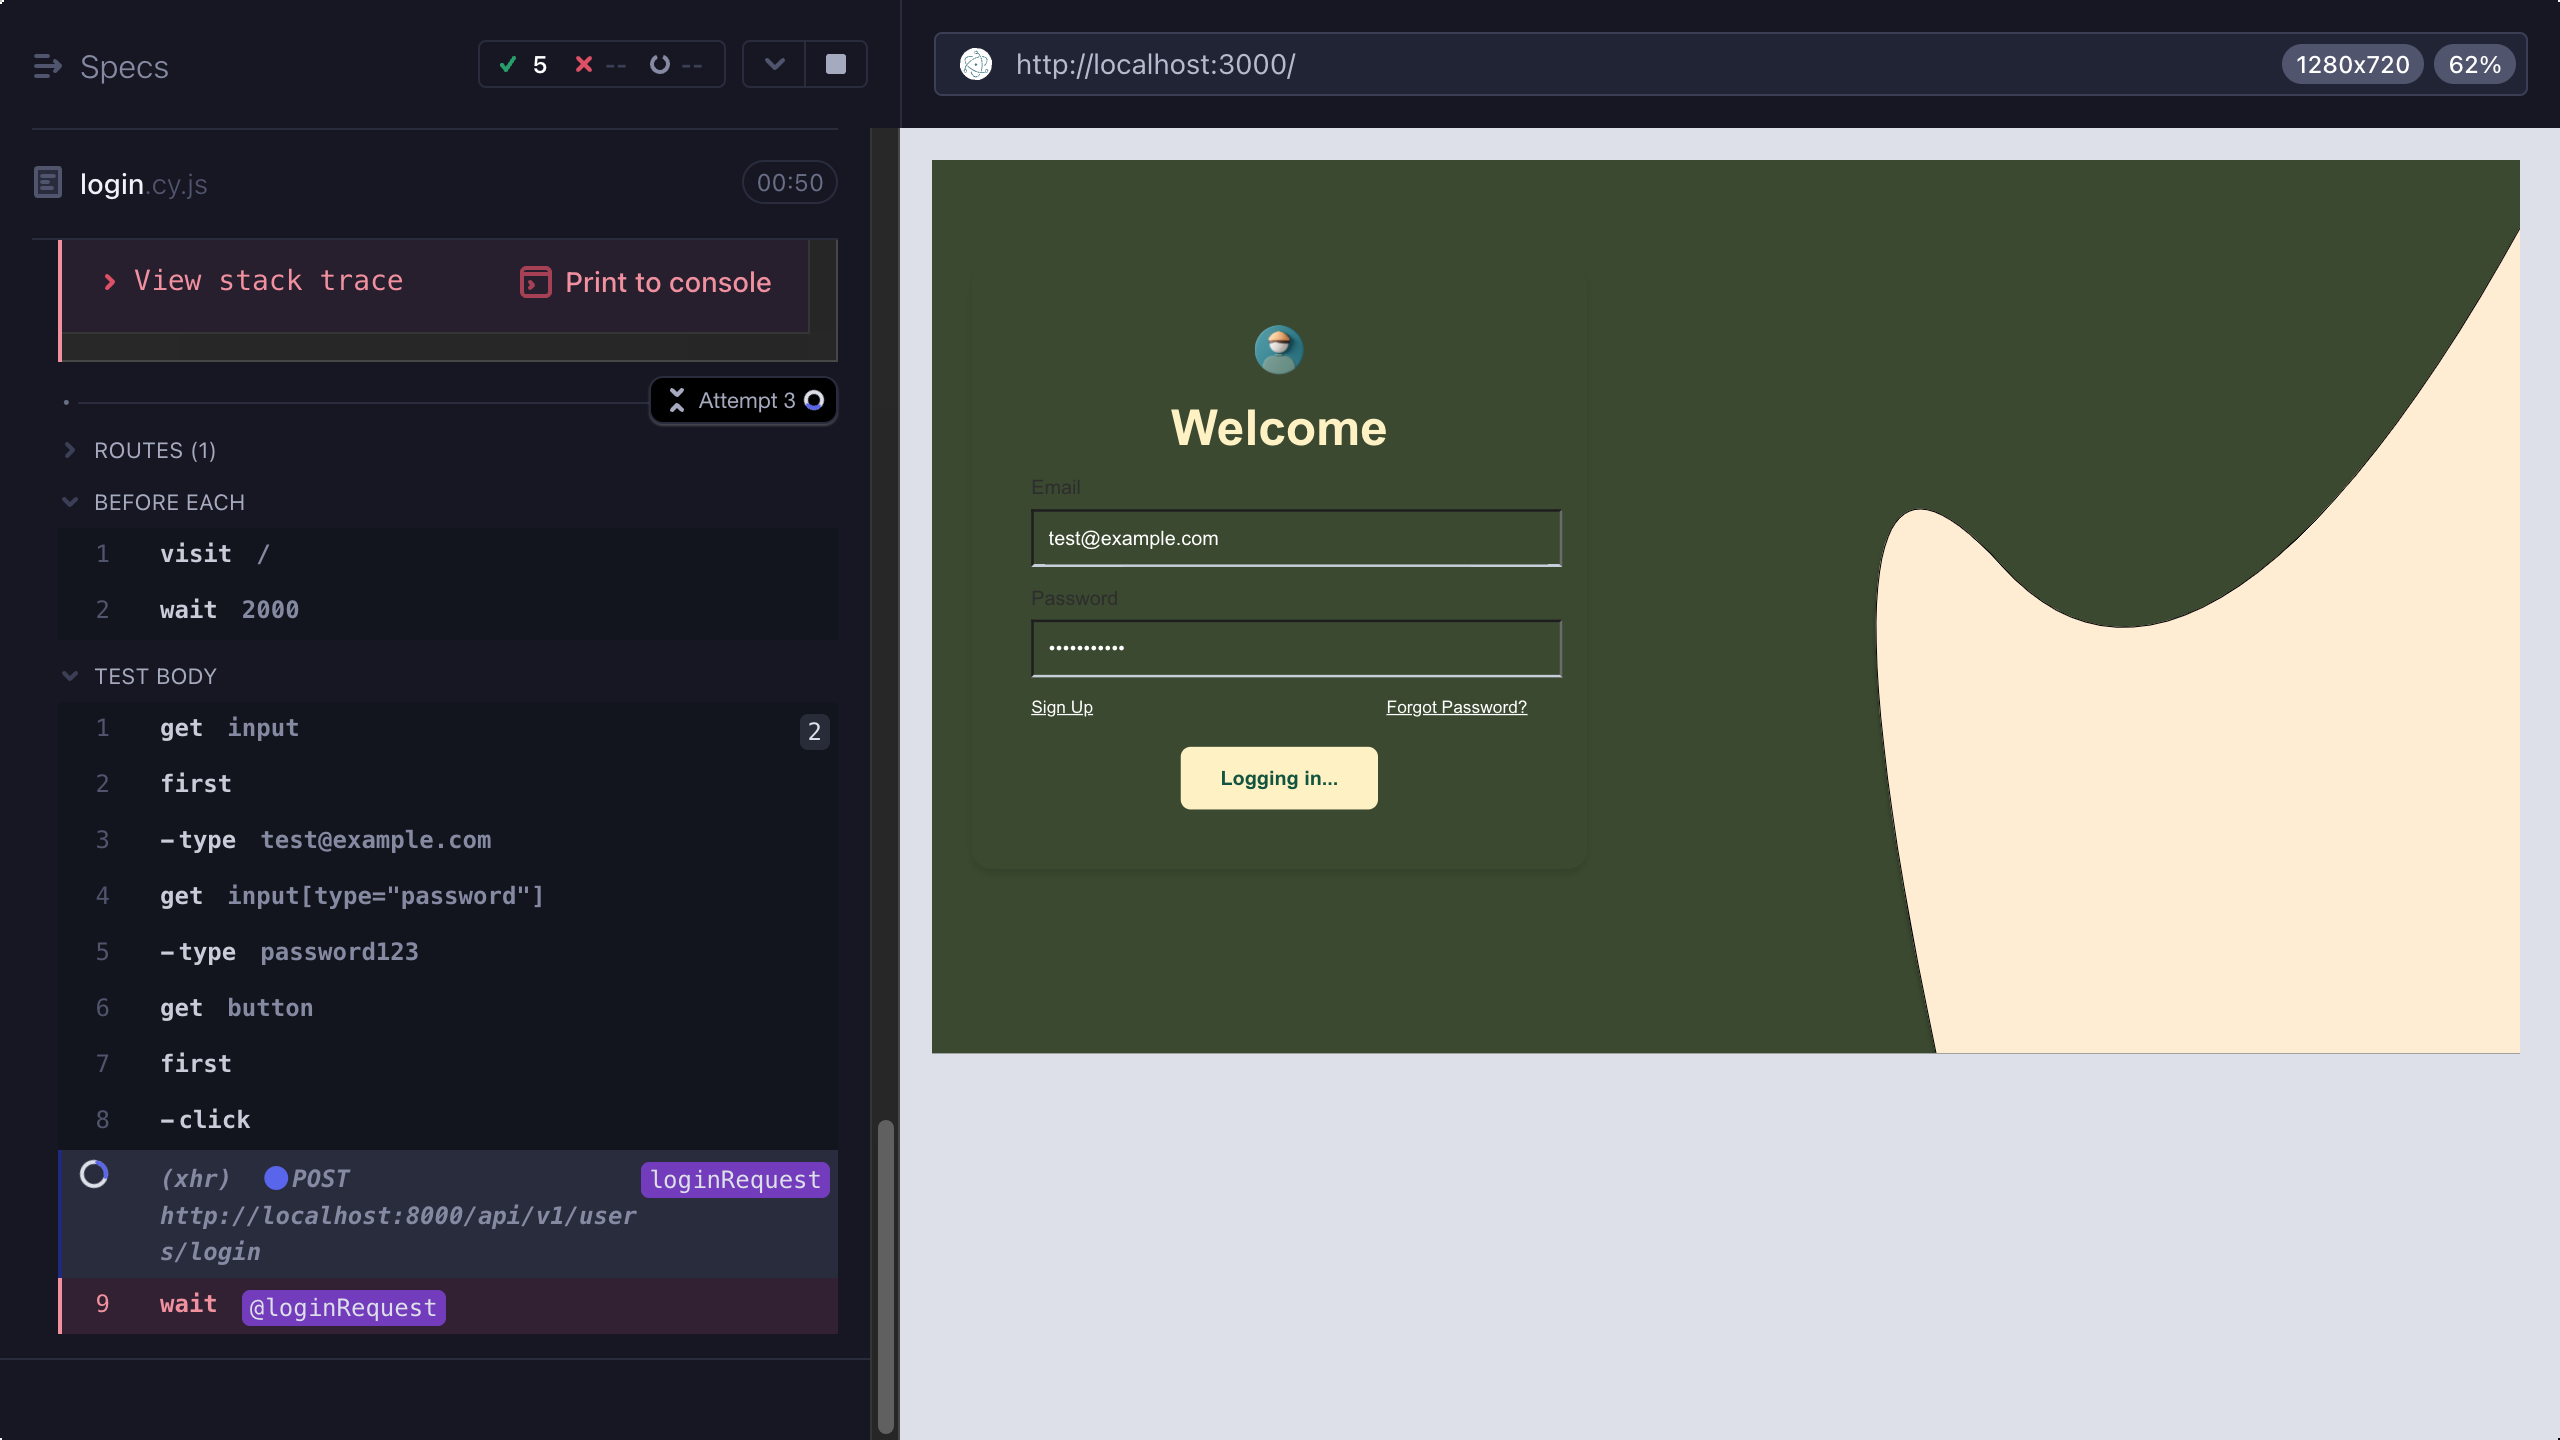 Specs
5 -- --
login.cy.js
00:50
View stack trace
Print to console
Attempt 3
ROUTES (1)
BEFORE EACH
1 visit /
2 wait 2000
TEST BODY
1 get input 2
2 first
3 -type test@example.com
4 get input[type="password"]
5 -type password123
6 get button
7 first
8 -click
(xhr) POST loginRequest
http://localhost:8000/api/v1/user
s/login
9 wait @loginRequest
http://localhost:3000/
1280x720
62%
Welcome
Email
test@example.com
Password
•••••••••••
Sign Up
Forgot Password?
Logging in...